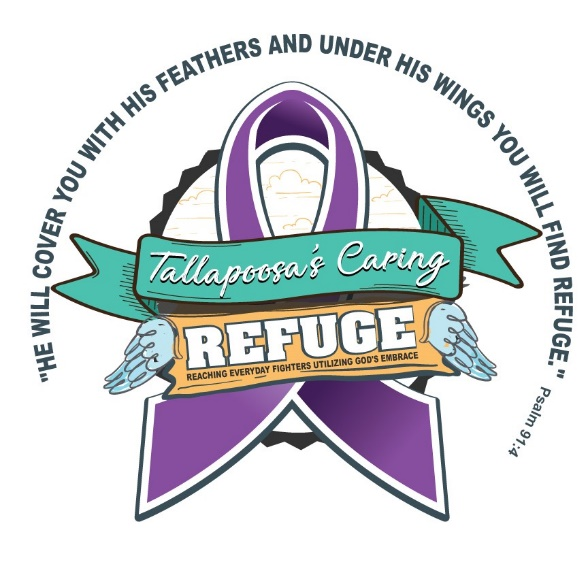 "HE WILL COVER YOU WITH HIS FEATHERS AND UNDER HIS WINGS YOU WILL FIND REFUGE." Psalm 91:4
Tallapoosa's Caring
REFUGE
REACHING EVERYDAY FIGHTERS UTILIZING GOD'S EMBRACE